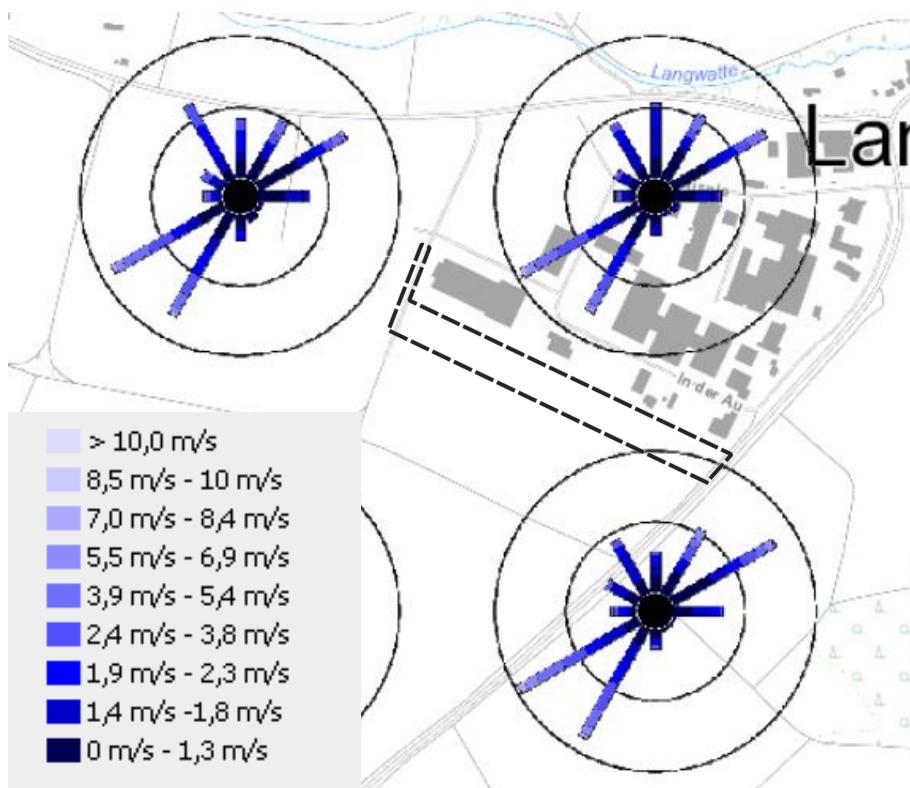 Langwatte
Lan
In der Au
> 10,0 m/s
8,5 m/s - 10 m/s
7,0 m/s - 8,4 m/s
5,5 m/s - 6,9 m/s
3,9 m/s - 5,4 m/s
2,4 m/s - 3,8 m/s
1,9 m/s - 2,3 m/s
1,4 m/s -1,8 m/s
0 m/s - 1,3 m/s